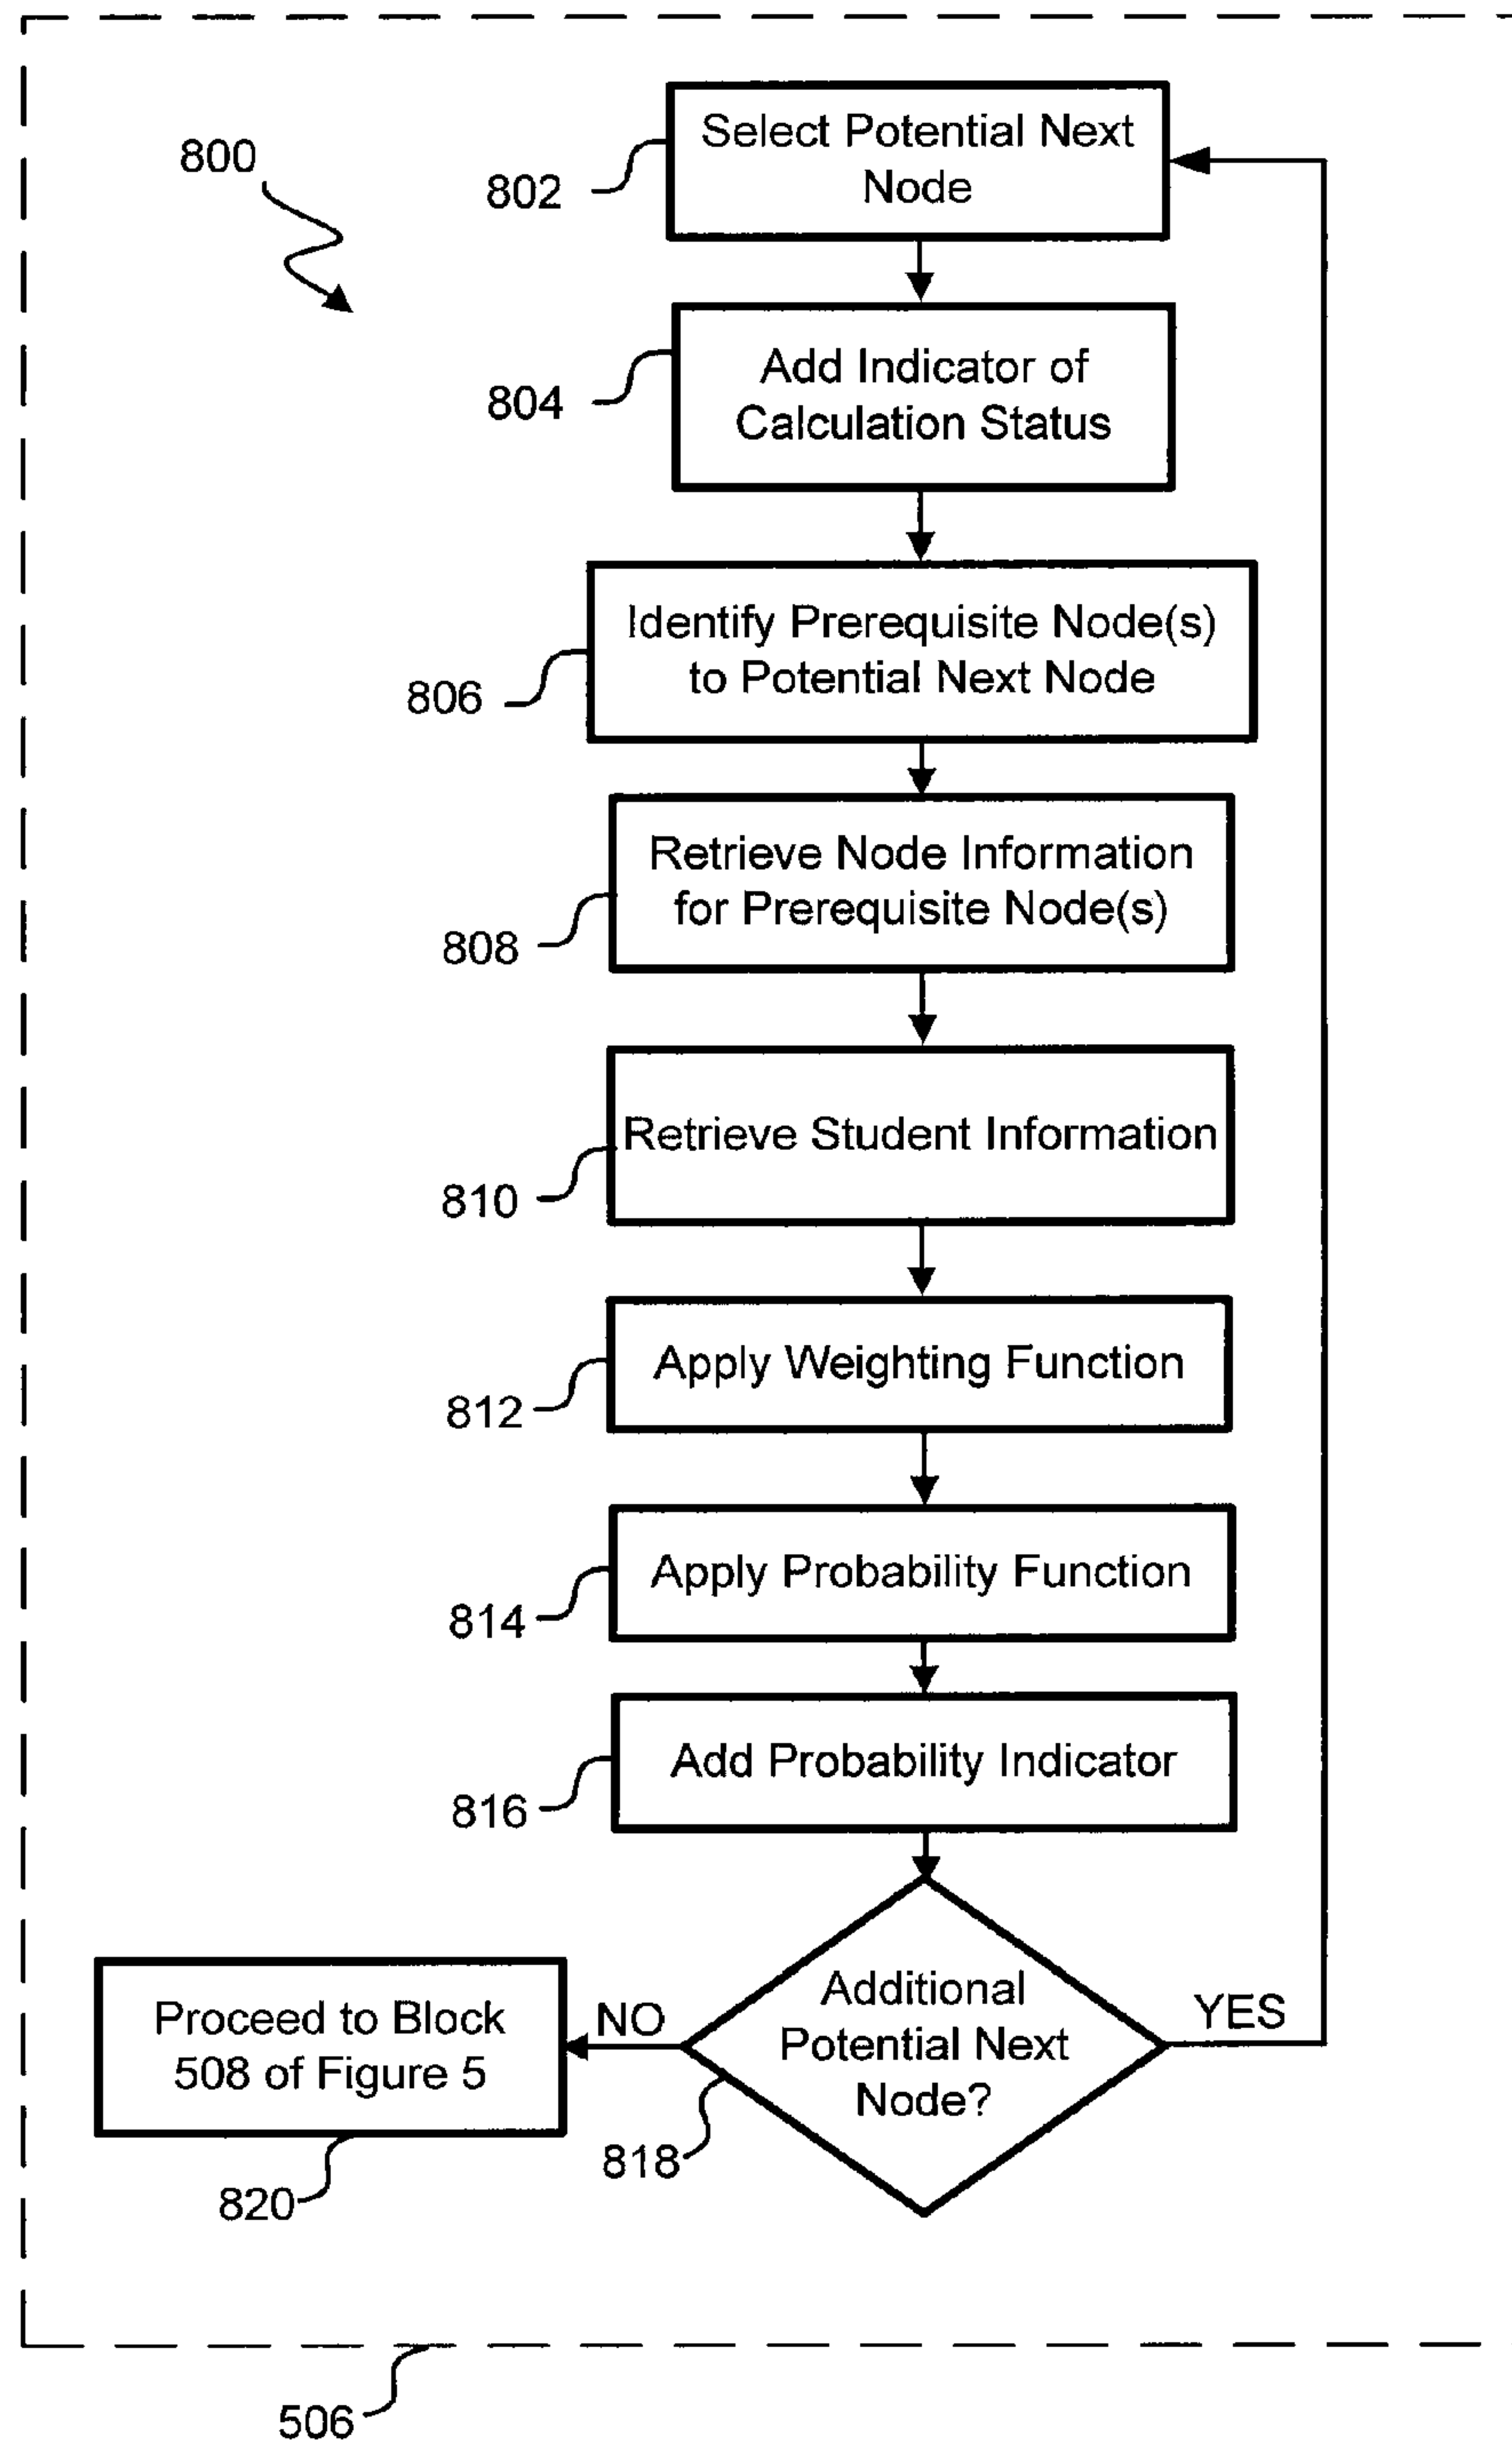 800
802
Select Potential Next
Node
804
Add Indicator of
Calculation Status
806
Identify Prerequisite Node(s)
to Potential Next Node
808
Retrieve Node Information
for Prerequisite Node(s)
810
Retrieve Student Information
812
Apply Weighting Function
814
Apply Probability Function
816
Add Probability Indicator
818
Additional
Potential Next
Node?
YES
NO
Proceed to Block
508 of Figure 5
820
506